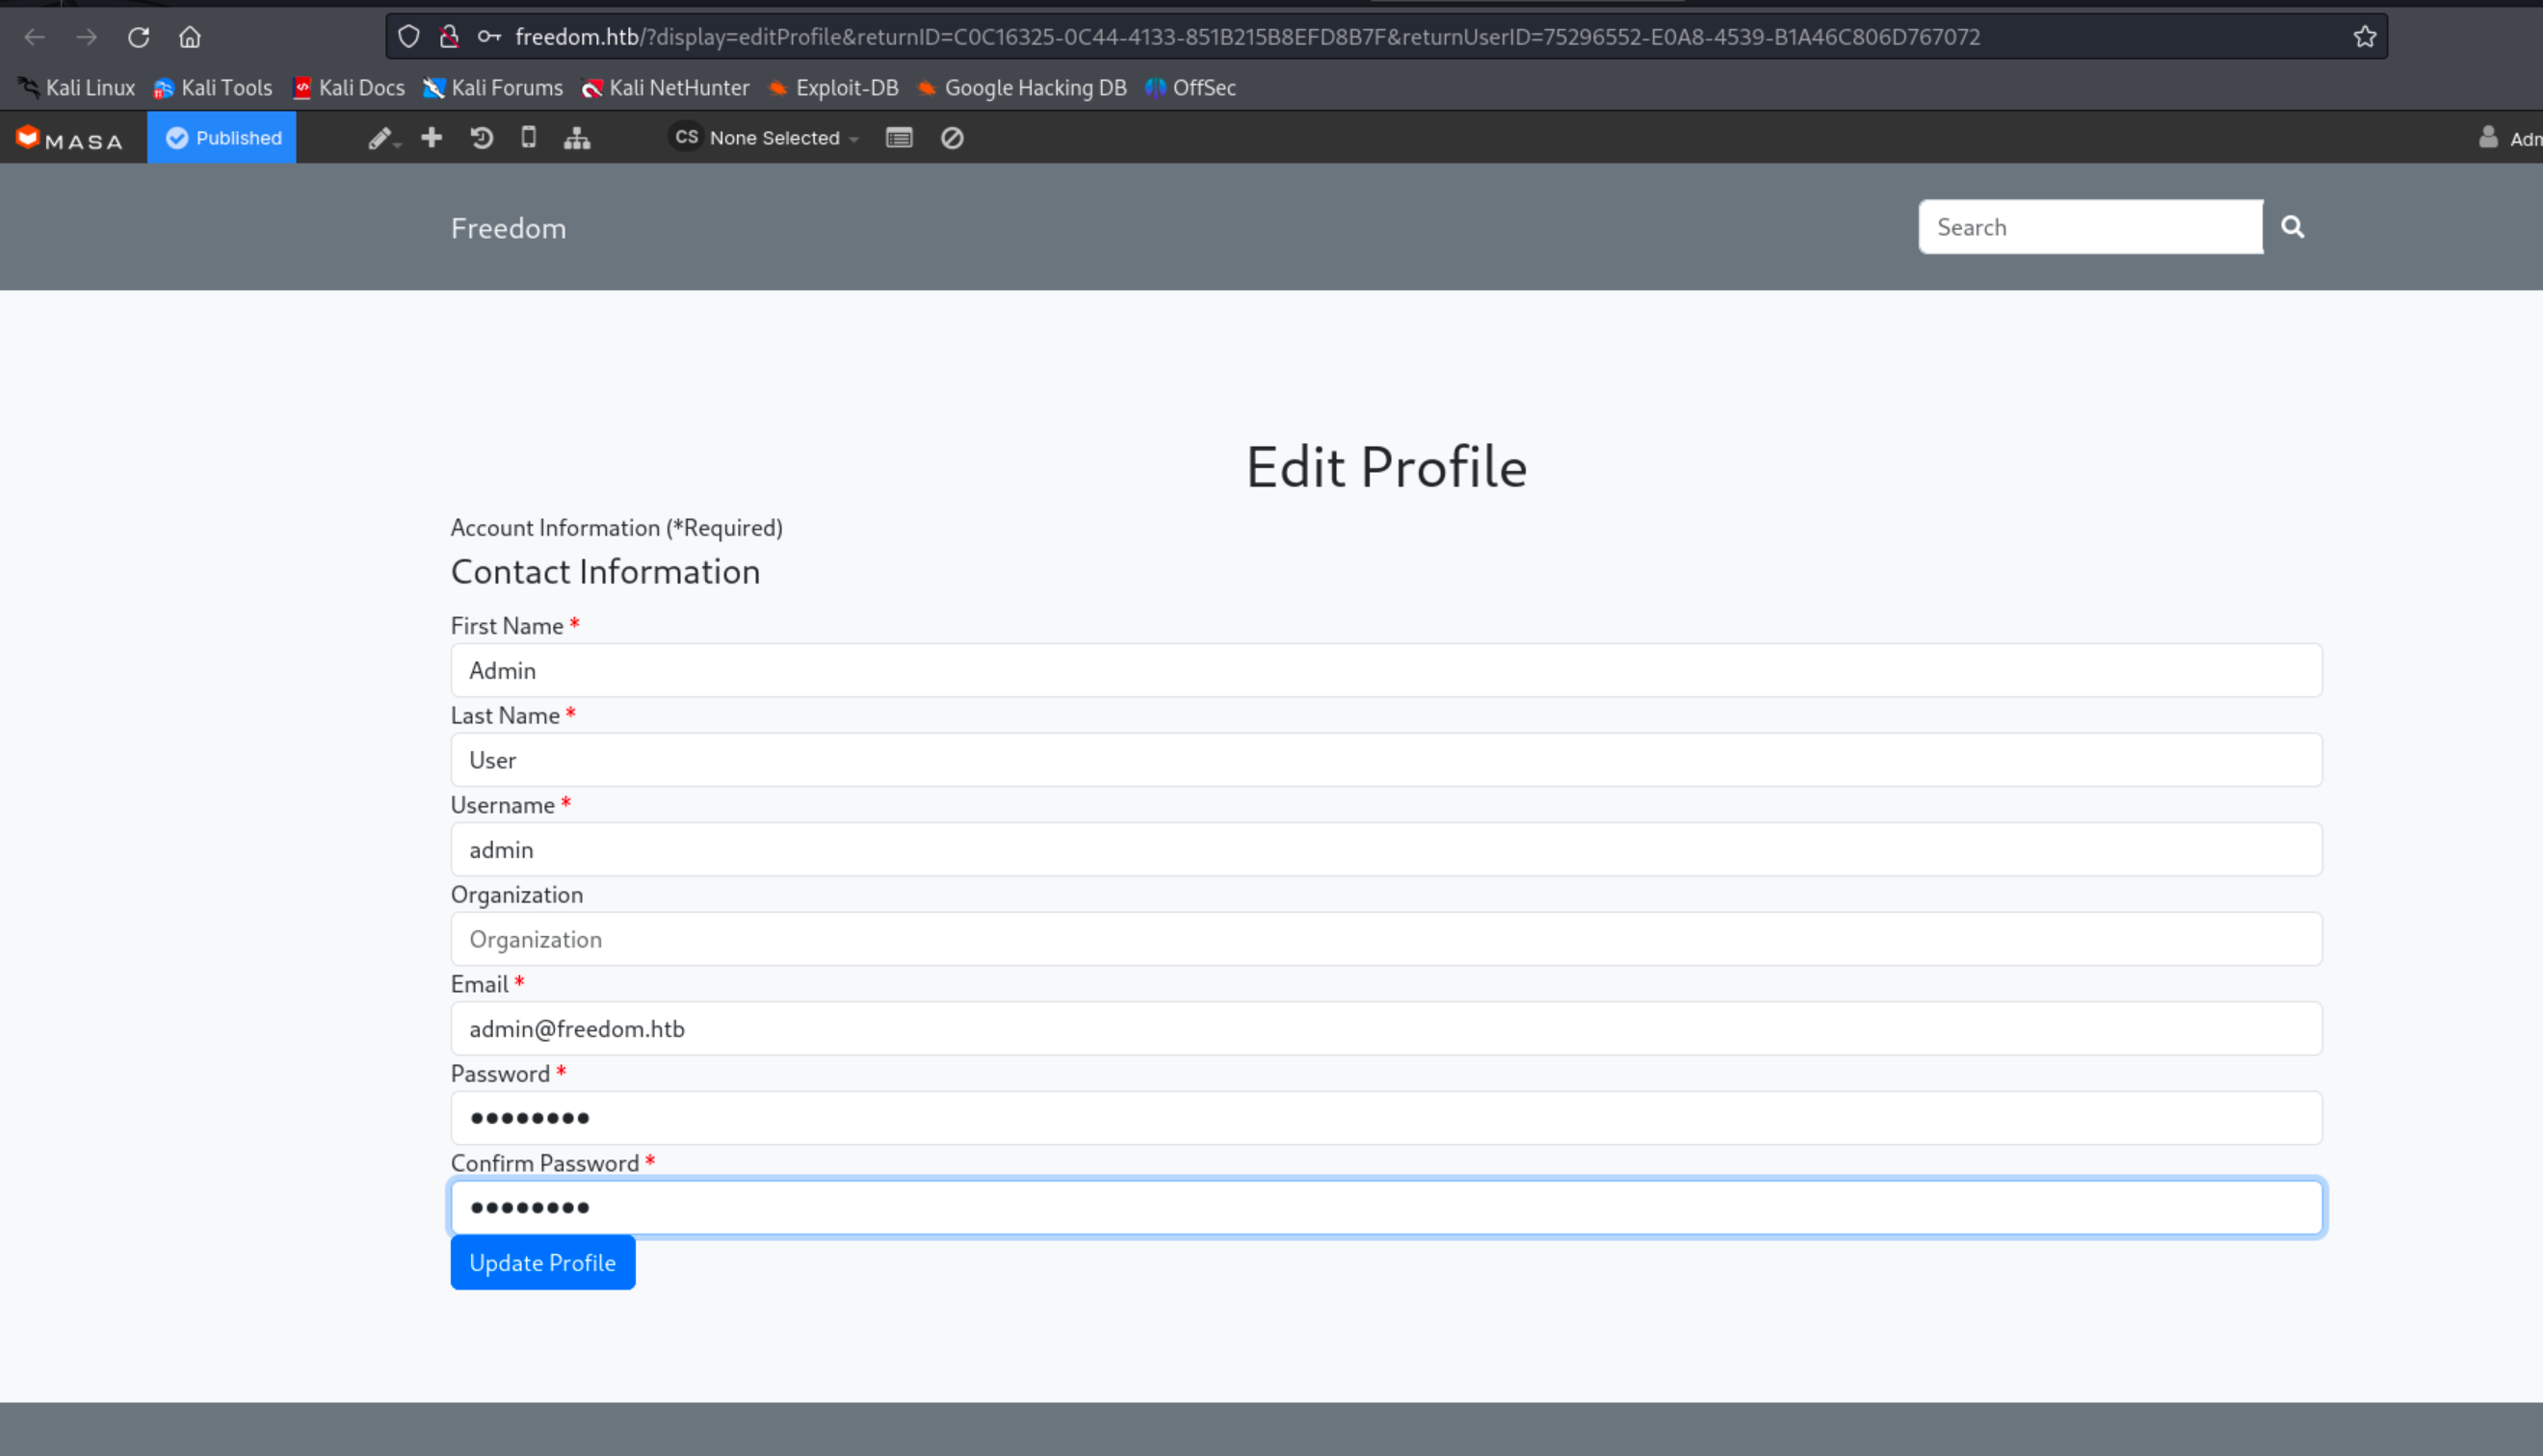 freedom.htb/?display=editProfile&returnID=C0C16325-0C44-4133-851B215B8EFD8B7F&returnUserID=75296552-E0A8-4539-B1A46C806D767072
Kali Linux Kali Tools Kali Docs Kali Forums Kali NetHunter Exploit-DB Google Hacking DB OffSec
MASA Published CS None Selected Adm
Freedom Search
Edit Profile
Account Information (*Required)
Contact Information
First Name *
Admin
Last Name *
User
Username *
admin
Organization
Organization
Email *
admin@freedom.htb
Password *
••••••••
Confirm Password *
••••••••
Update Profile